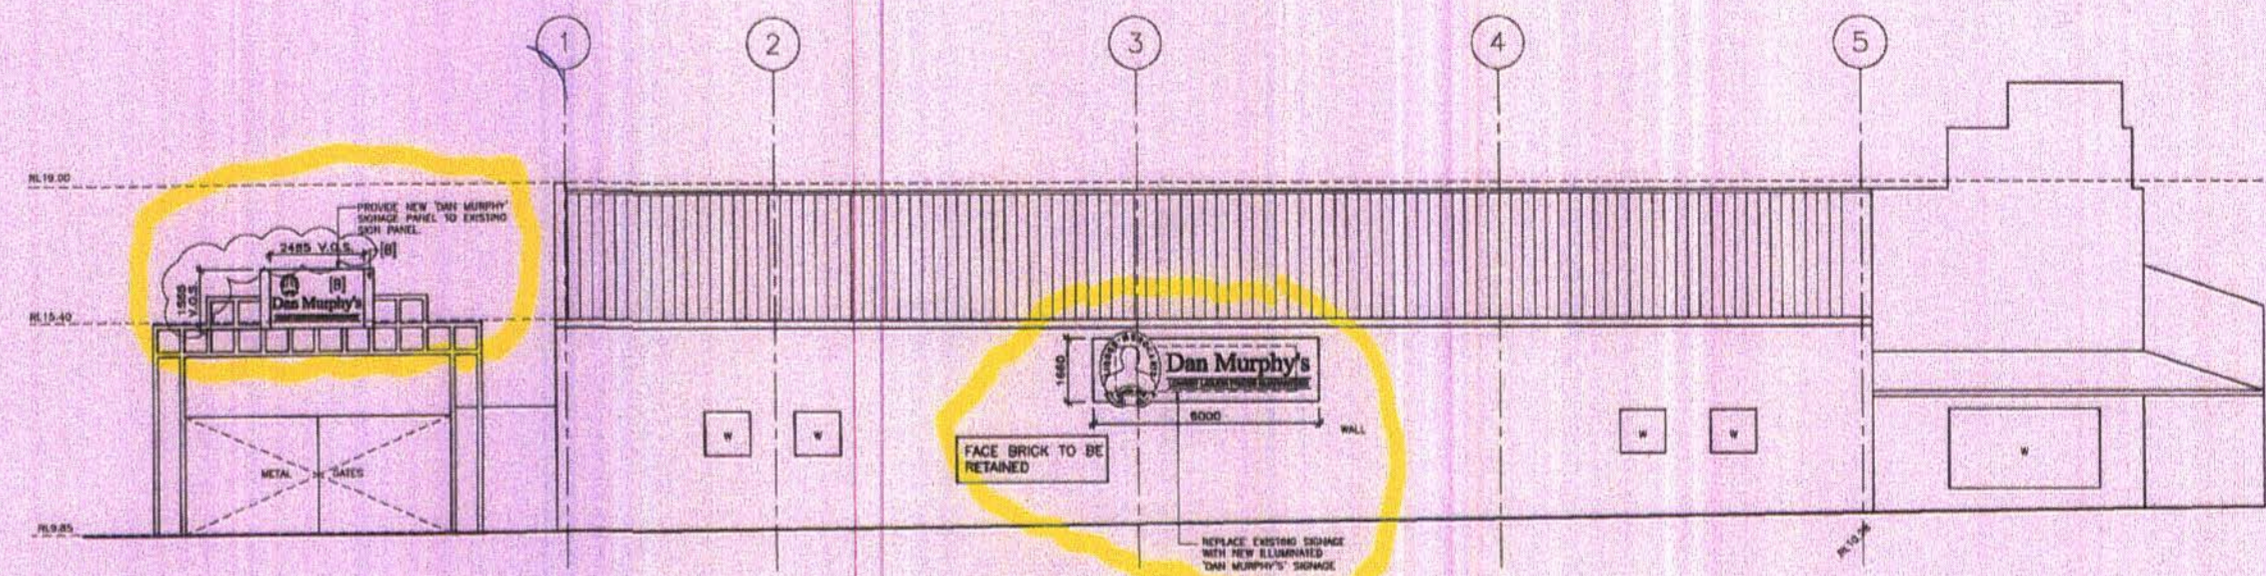 1
2
3
4
5
RL19.00
PROVIDE NEW 'DAN MURPHY'
SIGNAGE PANEL TO EXISTING
SIGN PANEL
2485 V.O.S.
[B]
[B]
V.O.S.
Dan Murphy's
RL15.40
1660
Dan Murphy's
6000
WALL
W
W
FACE BRICK TO BE
RETAINED
W
W
W
METAL GATES
RL9.85
REPLACE EXISTING SIGNAGE
WITH NEW ILLUMINATED
'DAN MURPHY'S' SIGNAGE